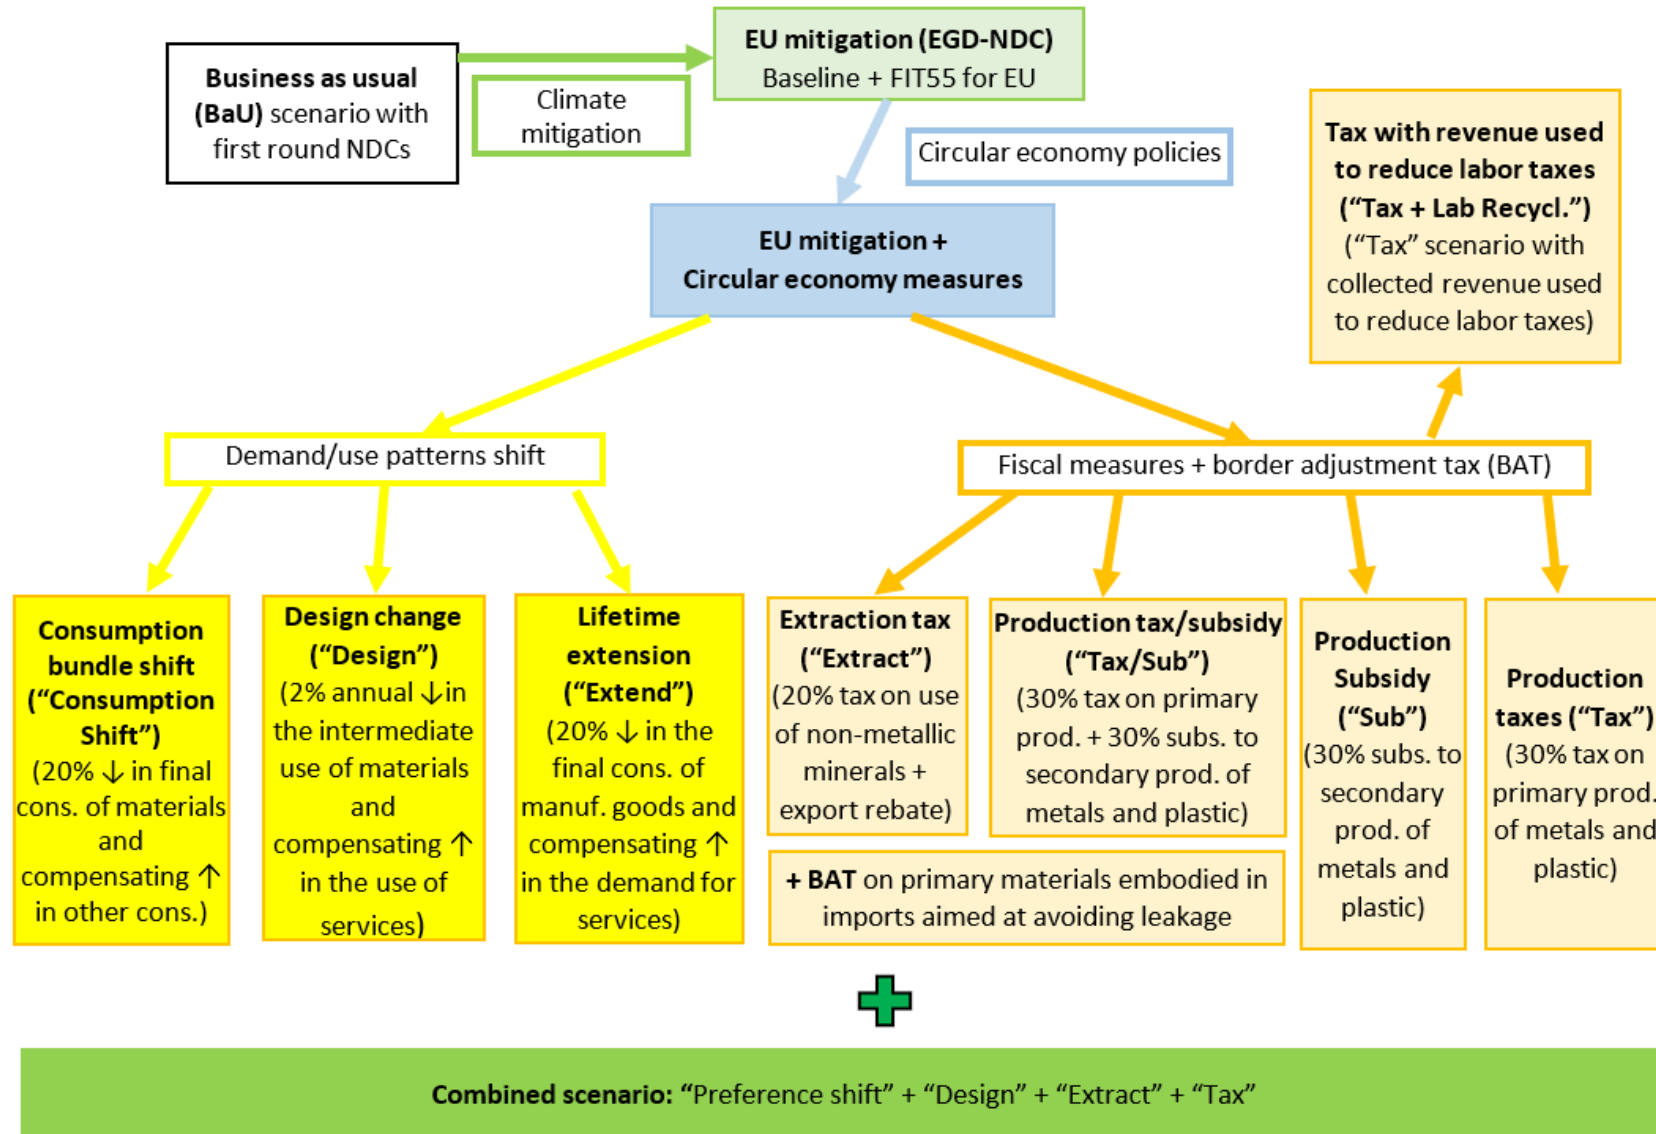 EU mitigation (EGD-NDC)
Baseline + FIT55 for EU
Business as usual
(BaU) scenario with
first round NDCs
Climate
mitigation
Circular economy policies
Tax with revenue used
to reduce labor taxes
(“Tax + Lab Recycl.”)
(“Tax” scenario with
collected revenue used
to reduce labor taxes)
EU mitigation +
Circular economy measures
Demand/use patterns shift
Fiscal measures + border adjustment tax (BAT)
Consumption
bundle shift
(“Consumption
Shift”)
(20% ↓ in final
cons. of materials
and
compensating ↑
in other cons.)
Design change
(“Design”)
(2% annual ↓in
the intermediate
use of materials
and
compensating ↑
in the use of
services)
Lifetime
extension
(“Extend”)
(20% ↓ in the
final cons. of
manuf. goods and
compensating ↑
in the demand for
services)
Extraction tax
(“Extract”)
(20% tax on use
of non-metallic
minerals +
export rebate)
Production tax/subsidy
(“Tax/Sub”)
(30% tax on primary
prod. + 30% subs. to
secondary prod. of
metals and plastic)
+ BAT on primary materials embodied in
imports aimed at avoiding leakage
Production
Subsidy
(“Sub”)
(30% subs. to
secondary
prod. of
metals and
plastic)
Production
taxes (“Tax”)
(30% tax on
primary prod.
of metals and
plastic)
Combined scenario: “Preference shift” + “Design” + “Extract” + “Tax”